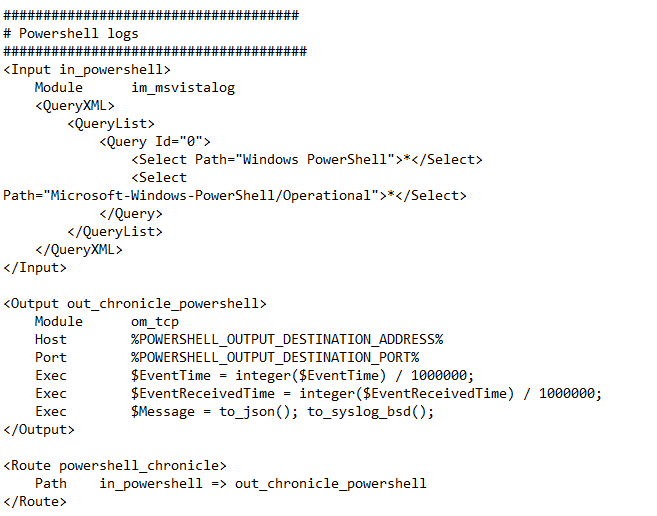 #####################################
# Powershell logs
######################################
<Input in_powershell>
    Module      im_msvistalog
    <QueryXML>
        <QueryList>
            <Query Id="0">
                <Select Path="Windows PowerShell">*</Select>
                <Select
Path="Microsoft-Windows-PowerShell/Operational">*</Select>
            </Query>
        </QueryList>
    </QueryXML>
</Input>

<Output out_chronicle_powershell>
    Module      om_tcp
    Host        %POWERSHELL_OUTPUT_DESTINATION_ADDRESS%
    Port        %POWERSHELL_OUTPUT_DESTINATION_PORT%
    Exec        $EventTime = integer($EventTime) / 1000000;
    Exec        $EventReceivedTime = integer($EventReceivedTime) / 1000000;
    Exec        $Message = to_json(); to_syslog_bsd();
</Output>

<Route powershell_chronicle>
    Path    in_powershell => out_chronicle_powershell
</Route>